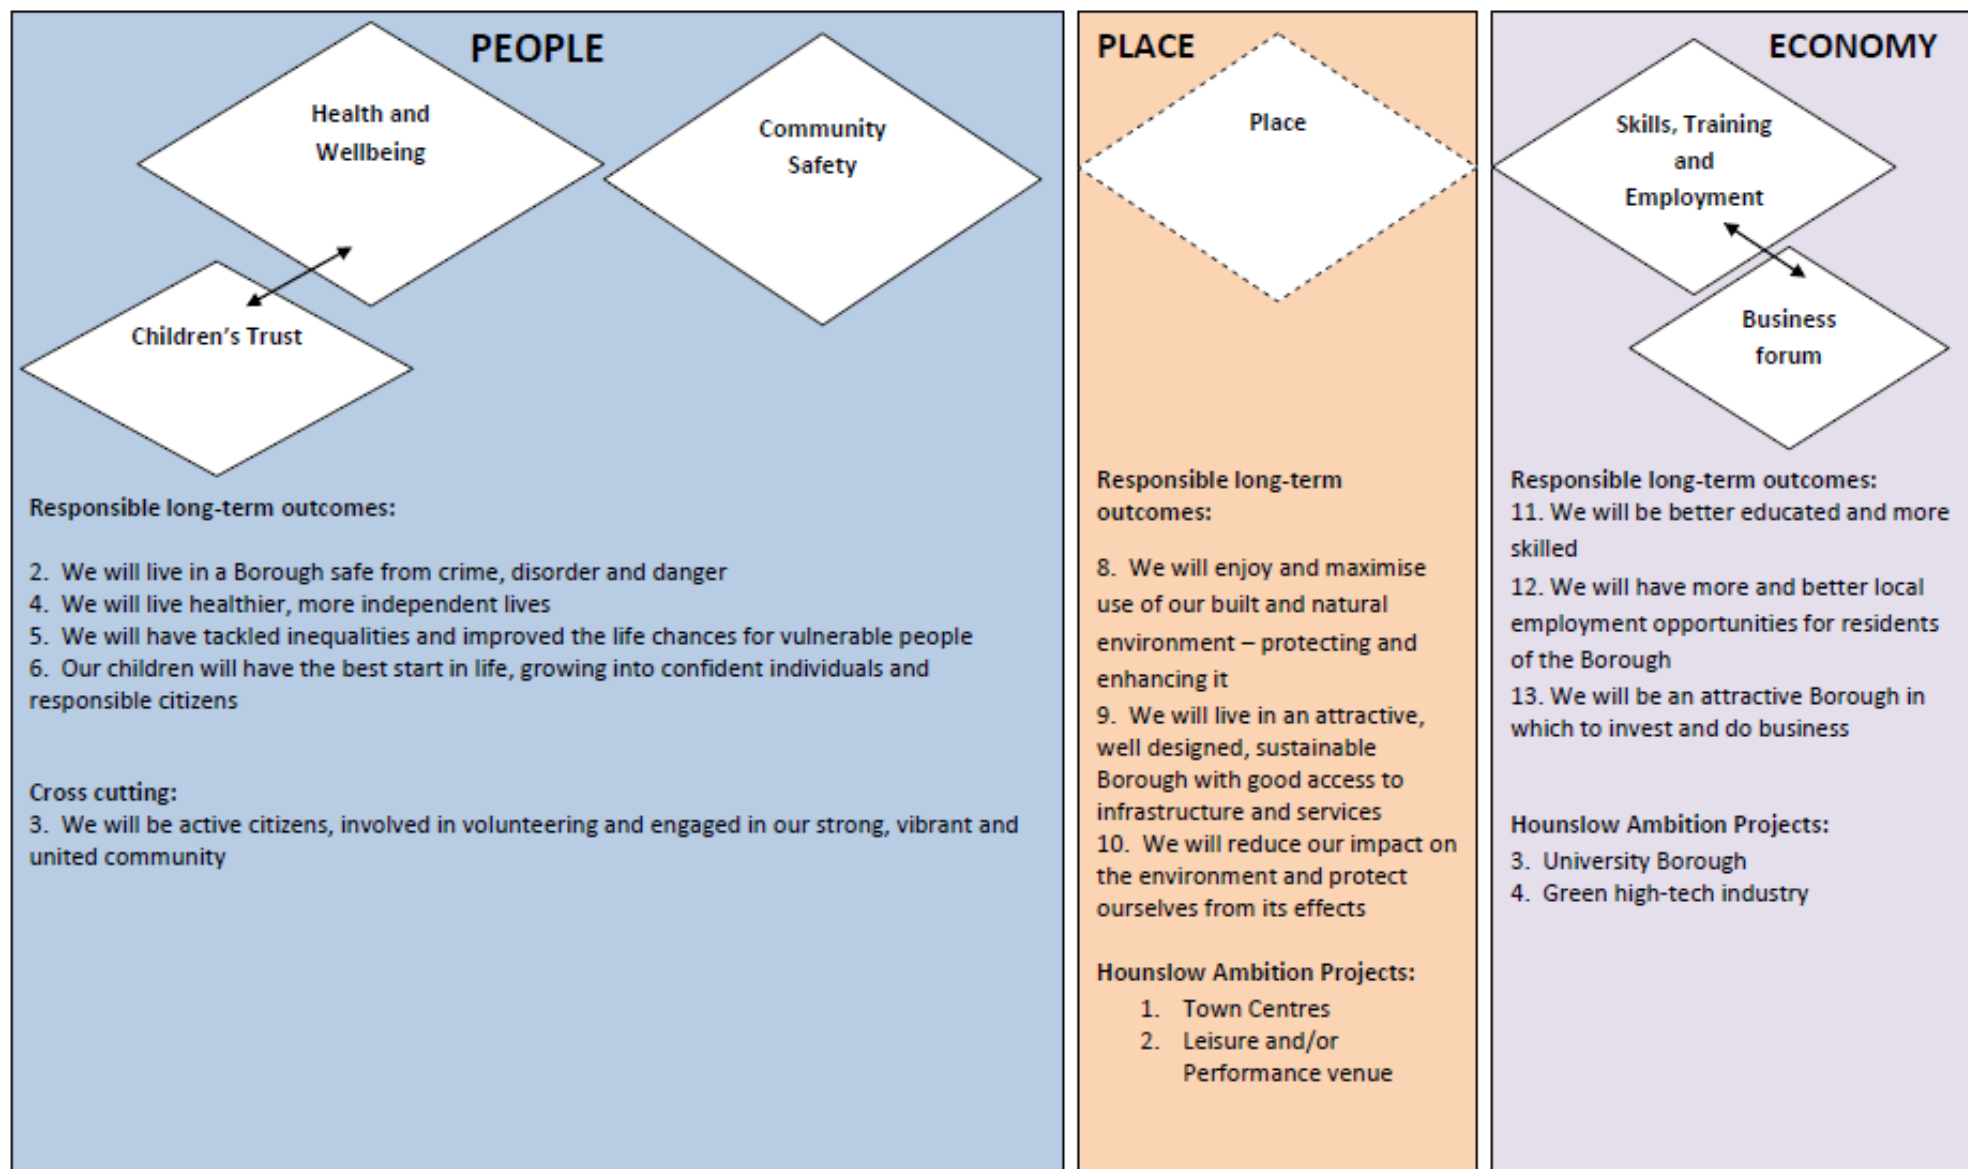 PEOPLE
Health and
Wellbeing
Community
Safety
Children's Trust
Responsible long-term outcomes:
2.  We will live in a Borough safe from crime, disorder and danger
4.  We will live healthier, more independent lives
5.  We will have tackled inequalities and improved the life chances for vulnerable people
6.  Our children will have the best start in life, growing into confident individuals and
responsible citizens
Cross cutting:
3.  We will be active citizens, involved in volunteering and engaged in our strong, vibrant and
united community
PLACE
Place
Responsible long-term
outcomes:
8.  We will enjoy and maximise
use of our built and natural
environment – protecting and
enhancing it
9.  We will live in an attractive,
well designed, sustainable
Borough with good access to
infrastructure and services
10.  We will reduce our impact on
the environment and protect
ourselves from its effects
Hounslow Ambition Projects:
1.  Town Centres
2.  Leisure and/or
Performance venue
ECONOMY
Skills, Training
and
Employment
Business
forum
Responsible long-term outcomes:
11. We will be better educated and more
skilled
12. We will have more and better local
employment opportunities for residents
of the Borough
13. We will be an attractive Borough in
which to invest and do business
Hounslow Ambition Projects:
3.  University Borough
4.  Green high-tech industry